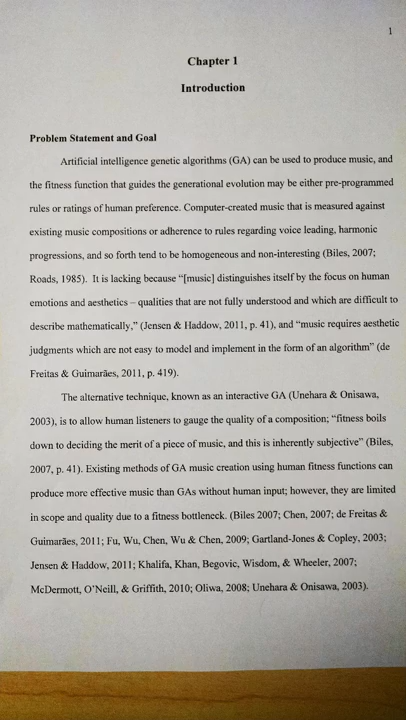 1
Chapter 1
Introduction
Problem Statement and Goal
Artificial intelligence genetic algorithms (GA) can be used to produce music, and
the fitness function that guides the generational evolution may be either pre-programmed
rules or ratings of human preference. Computer-created music that is measured against
existing music compositions or adherence to rules regarding voice leading, harmonic
progressions, and so forth tend to be homogeneous and non-interesting (Biles, 2007;
Roads, 1985). It is lacking because “[music] distinguishes itself by the focus on human
emotions and aesthetics – qualities that are not fully understood and which are difficult to
describe mathematically,” (Jensen & Haddow, 2011, p. 41), and “music requires aesthetic
judgments which are not easy to model and implement in the form of an algorithm” (de
Freitas & Guimarães, 2011, p. 419).
The alternative technique, known as an interactive GA (Unehara & Onisawa,
2003), is to allow human listeners to gauge the quality of a composition; “fitness boils
down to deciding the merit of a piece of music, and this is inherently subjective” (Biles,
2007, p. 41). Existing methods of GA music creation using human fitness functions can
produce more effective music than GAs without human input; however, they are limited
in scope and quality due to a fitness bottleneck. (Biles 2007; Chen, 2007; de Freitas &
Guimarães, 2011; Fu, Wu, Chen, Wu & Chen, 2009; Gartland-Jones & Copley, 2003;
Jensen & Haddow, 2011; Khalifa, Khan, Begovic, Wisdom, & Wheeler, 2007;
McDermott, O’Neill, & Griffith, 2010; Oliwa, 2008; Unehara & Onisawa, 2003).